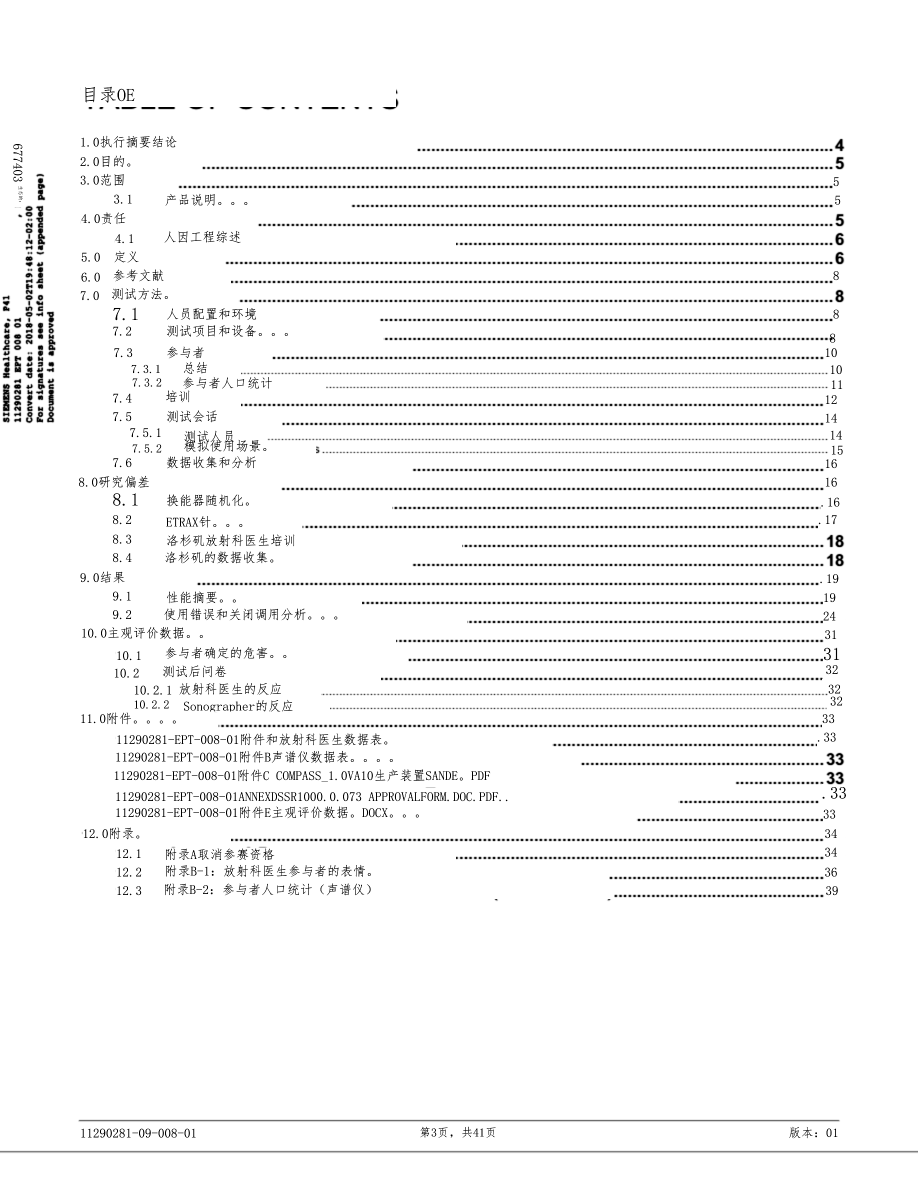 目录OE
1.0执行摘要结论 4
2.0目的。 5
3.0范围 5
3.1 产品说明。。。 5
4.0责任 5
4.1 人因工程综述 6
5.0 定义 6
6.0 参考文献 8
7.0 测试方法。 8
7.1 人员配置和环境 8
7.2 测试项目和设备。。。 8
7.3 参与者 10
7.3.1 总结 10
7.3.2 参与者人口统计 11
7.4 培训 12
7.5 测试会话 14
7.5.1 测试人员 14
7.5.2 模拟使用场景。 15
7.6 数据收集和分析 16
8.0研究偏差 16
8.1 换能器随机化。 16
8.2 ETRAX针。。。 17
8.3 洛杉矶放射科医生培训 18
8.4 洛杉矶的数据收集。 18
9.0结果 19
9.1 性能摘要。。 19
9.2 使用错误和关闭调用分析。。。 24
10.0主观评价数据。。 31
10.1 参与者确定的危害。。 31
10.2 测试后问卷 32
10.2.1 放射科医生的反应 32
10.2.2 Sonographer的反应 32
11.0附件。。。。 33
11290281-EPT-008-01附件和放射科医生数据表。 33
11290281-EPT-008-01附件B声谱仪数据表。。。。 33
11290281-EPT-008-01附件C COMPASS_1.0VA10生产装置SANDE。PDF 33
11290281-EPT-008-01ANNEXDSSR1000.0.073 APPROVALFORM.DOC.PDF.. 33
11290281-EPT-008-01附件E主观评价数据。DOCX。。。 33
12.0附录。 34
12.1 附录A取消参赛资格 34
12.2 附录B-1: 放射科医生参与者的表情。 36
12.3 附录B-2: 参与者人口统计（声谱仪） 39
SIEMENS Healthcare, P41
11290281 EPT 008 01
Convert date: 2018-05-02T19:48:12-02:00
For signatures see info sheet (appended page)
Document is approved
677403
11290281-09-008-01 第3页, 共41页 版本: 01